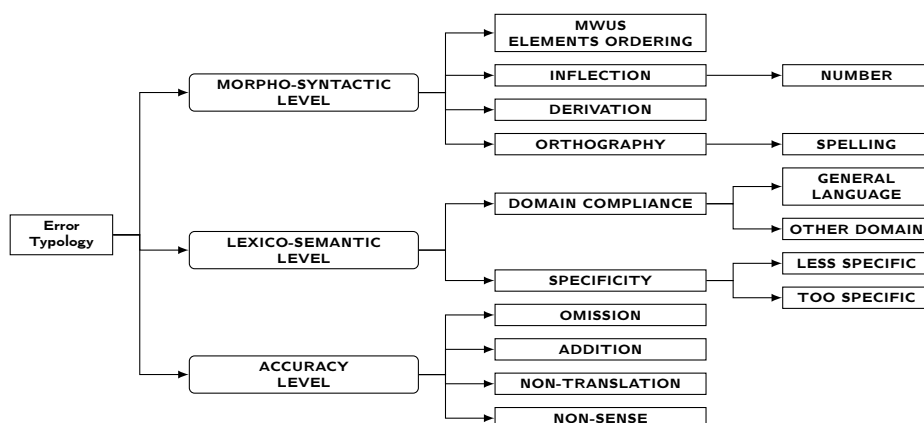 MWUS
ELEMENTS ORDERING
MORPHO-SYNTACTIC
LEVEL
INFLECTION
NUMBER
DERIVATION
ORTHOGRAPHY
SPELLING
Error
Typology
LEXICO-SEMANTIC
LEVEL
DOMAIN COMPLIANCE
GENERAL
LANGUAGE
OTHER DOMAIN
SPECIFICITY
LESS SPECIFIC
TOO SPECIFIC
ACCURACY
LEVEL
OMISSION
ADDITION
NON-TRANSLATION
NON-SENSE